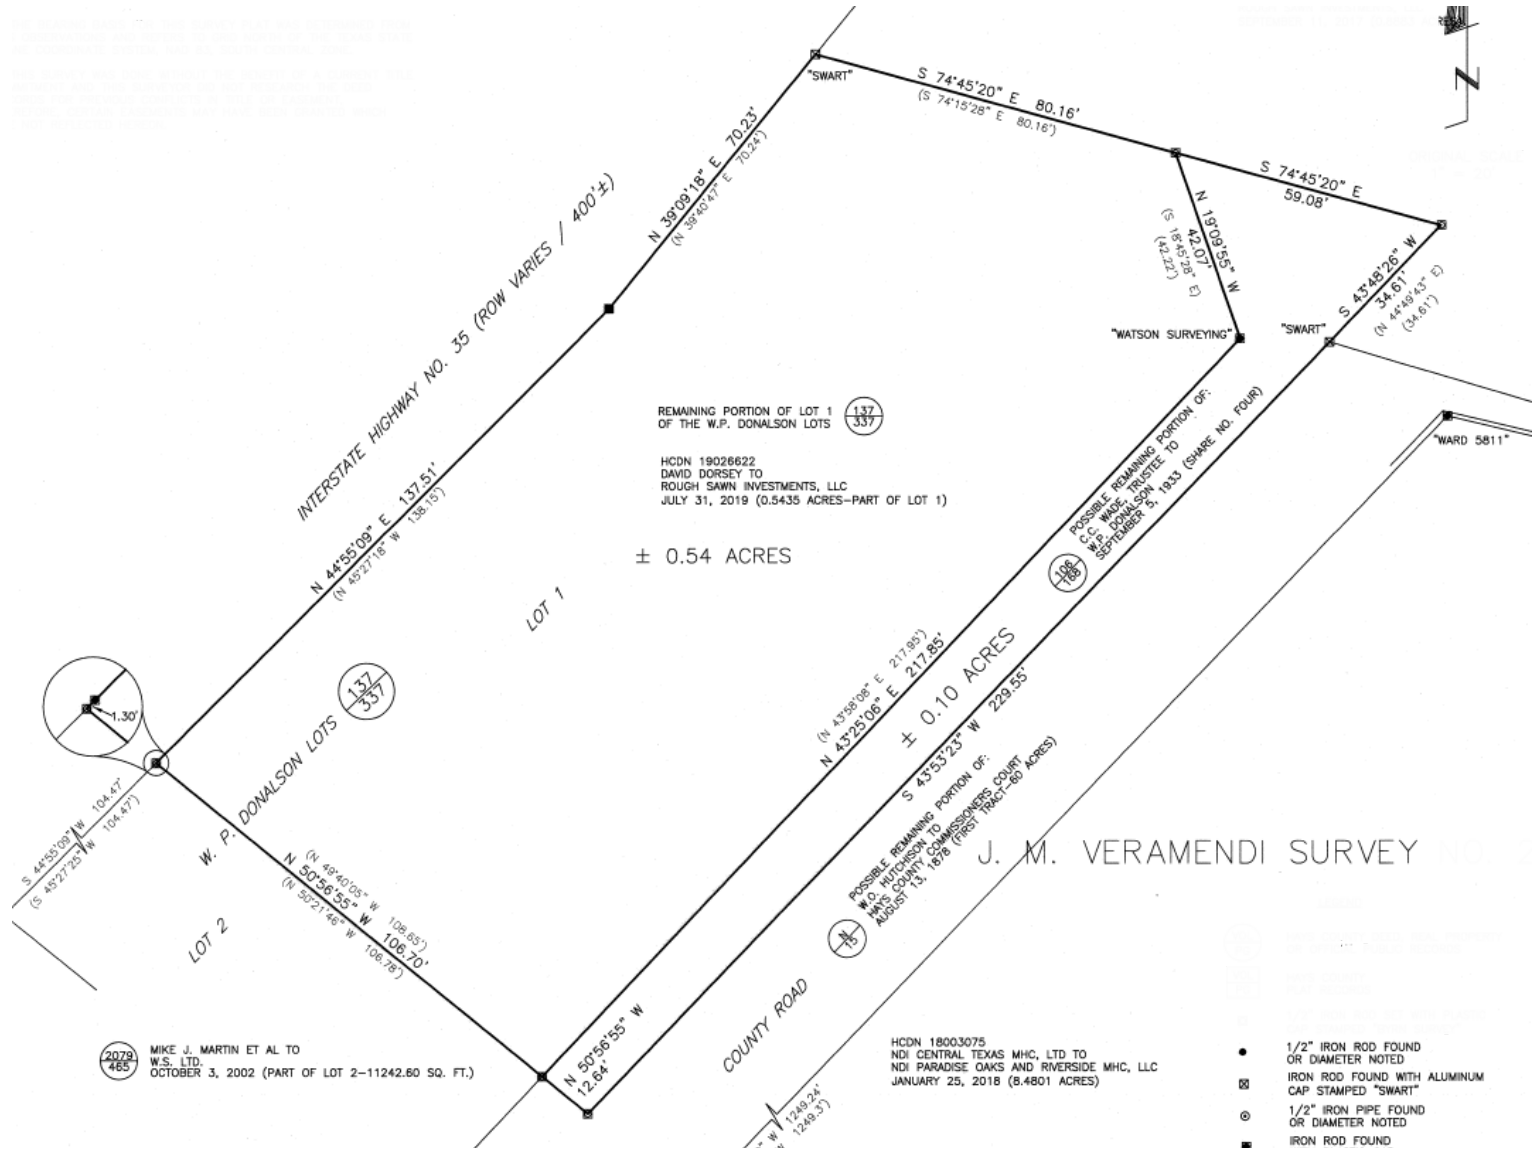 "SWART"
S 74°45'20" E 80.16'
(S 74°15'28" E 80.16')
S 74°45'20" E
59.08'
N 39°09'18" E 70.23'
(N 39°40'47" E 70.24')
N 19°09'55" W
42.07'
(S 18°45'28" E)
(42.22')
S 43°48'26" W
34.61'
(N 44°49'43" E)
(34.61')
"WATSON SURVEYING"
"SWART"
INTERSTATE HIGHWAY NO. 35 (ROW VARIES / 400'±)
REMAINING PORTION OF LOT 1
OF THE W.P. DONALSON LOTS
137
337
HCDN 19026622
DAVID DORSEY TO
ROUGH SAWN INVESTMENTS, LLC
JULY 31, 2019 (0.5435 ACRES-PART OF LOT 1)
"WARD 5811"
POSSIBLE REMAINING PORTION OF:
C.C. WADE, TRUSTEE TO
W.P. DONALSON
SEPTEMBER 5, 1933 (SHARE NO. FOUR)
106
168
N 44°55'09" E 137.51'
(N 45°27'18" W 138.15')
± 0.54 ACRES
LOT 1
(N 43°58'08" E 217.95')
N 43°25'06" E 217.85'
± 0.10 ACRES
S 43°53'23" W 229.55'
1.30'
137
337
W. P. DONALSON LOTS
S 44°55'09" W 104.47'
(S 45°27'25" W 104.47')
POSSIBLE REMAINING PORTION OF:
W.O. HUTCHISON TO
HAYS COUNTY COMMISSIONERS COURT
AUGUST 13, 1878 (FIRST TRACT-60 ACRES)
N
15
J. M. VERAMENDI SURVEY
(N 49°40'05" W 108.65')
N 50°56'55" W 106.70'
(N 50°21'46" W 106.78')
LOT 2
COUNTY ROAD
N 50°56'55" W
12.64'
2079
465
MIKE J. MARTIN ET AL TO
W.S. LTD.
OCTOBER 3, 2002 (PART OF LOT 2-11242.60 SQ. FT.)
HCDN 18003075
NDI CENTRAL TEXAS MHC, LTD TO
NDI PARADISE OAKS AND RIVERSIDE MHC, LLC
JANUARY 25, 2018 (8.4801 ACRES)
W 1249.24'
W 1249.3')
1/2" IRON ROD FOUND
OR DIAMETER NOTED
IRON ROD FOUND WITH ALUMINUM
CAP STAMPED "SWART"
1/2" IRON PIPE FOUND
OR DIAMETER NOTED
IRON ROD FOUND